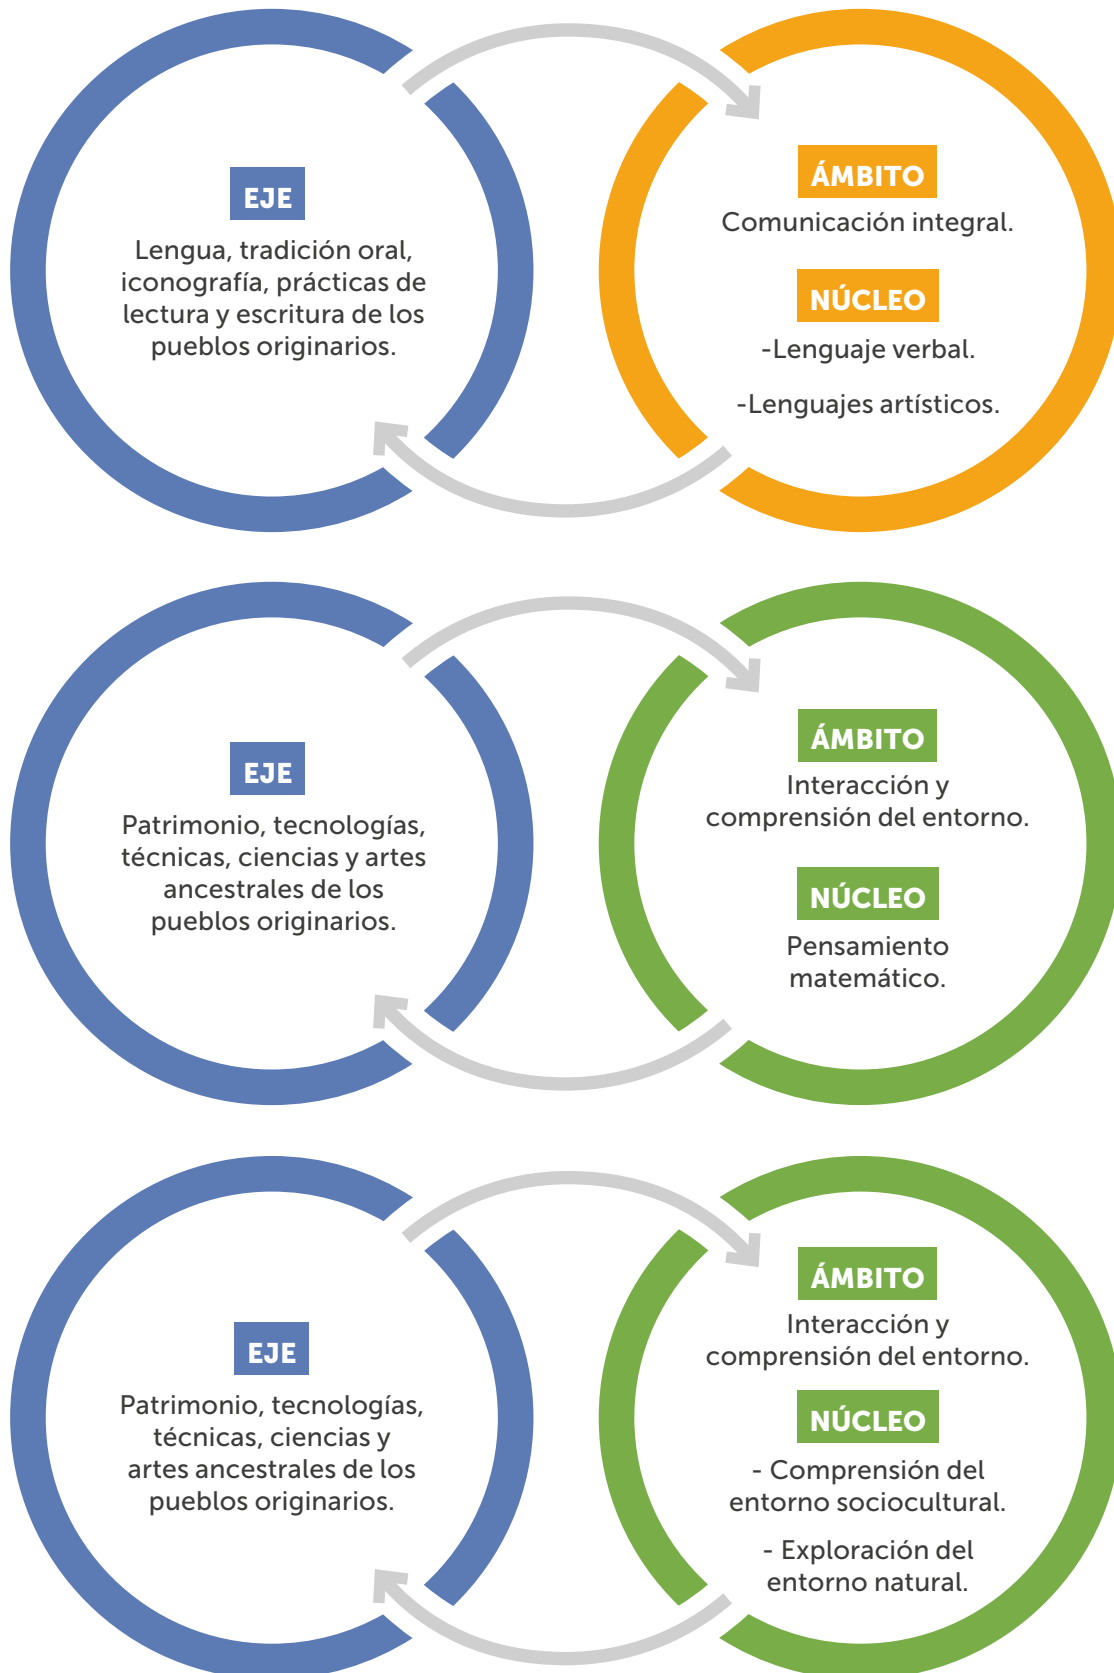 EJE
Lengua, tradición oral,
iconografía, prácticas de
lectura y escritura de los
pueblos originarios.
ÁMBITO
Comunicación integral.
NÚCLEO
-Lenguaje verbal.
-Lenguajes artísticos.
EJE
Patrimonio, tecnologías,
técnicas, ciencias y artes
ancestrales de los
pueblos originarios.
ÁMBITO
Interacción y
comprensión del entorno.
NÚCLEO
Pensamiento
matemático.
EJE
Patrimonio, tecnologías,
técnicas, ciencias y
artes ancestrales de los
pueblos originarios.
ÁMBITO
Interacción y
comprensión del entorno.
NÚCLEO
- Comprensión del
entorno sociocultural.
- Exploración del
entorno natural.